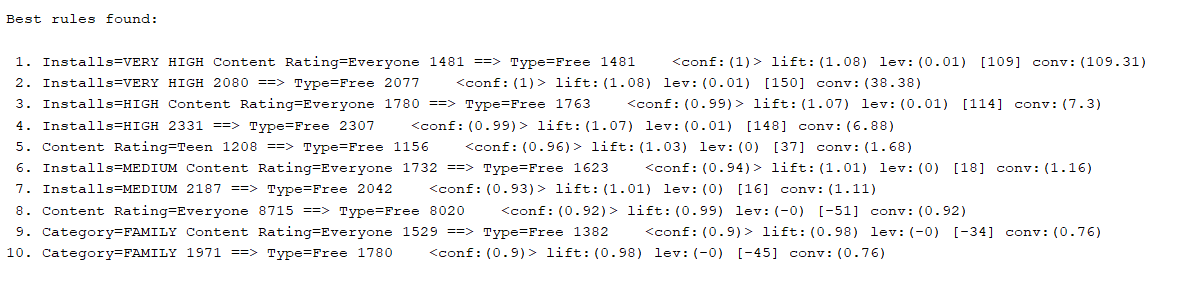 Best rules found:
1. Installs=VERY HIGH Content Rating=Everyone 1481 ==> Type=Free 1481    <conf:(1)> lift:(1.08) lev:(0.01) [109] conv:(109.31)
2. Installs=VERY HIGH 2080 ==> Type=Free 2077    <conf:(1)> lift:(1.08) lev:(0.01) [150] conv:(38.38)
3. Installs=HIGH Content Rating=Everyone 1780 ==> Type=Free 1763    <conf:(0.99)> lift:(1.07) lev:(0.01) [114] conv:(7.3)
4. Installs=HIGH 2331 ==> Type=Free 2307    <conf:(0.99)> lift:(1.07) lev:(0.01) [148] conv:(6.88)
5. Content Rating=Teen 1208 ==> Type=Free 1156    <conf:(0.96)> lift:(1.03) lev:(0) [37] conv:(1.68)
6. Installs=MEDIUM Content Rating=Everyone 1732 ==> Type=Free 1623    <conf:(0.94)> lift:(1.01) lev:(0) [18] conv:(1.16)
7. Installs=MEDIUM 2187 ==> Type=Free 2042    <conf:(0.93)> lift:(1.01) lev:(0) [16] conv:(1.11)
8. Content Rating=Everyone 8715 ==> Type=Free 8020    <conf:(0.92)> lift:(0.99) lev:(-0) [-51] conv:(0.92)
9. Category=FAMILY Content Rating=Everyone 1529 ==> Type=Free 1382    <conf:(0.9)> lift:(0.98) lev:(-0) [-34] conv:(0.76)
10. Category=FAMILY 1971 ==> Type=Free 1780    <conf:(0.9)> lift:(0.98) lev:(-0) [-45] conv:(0.76)